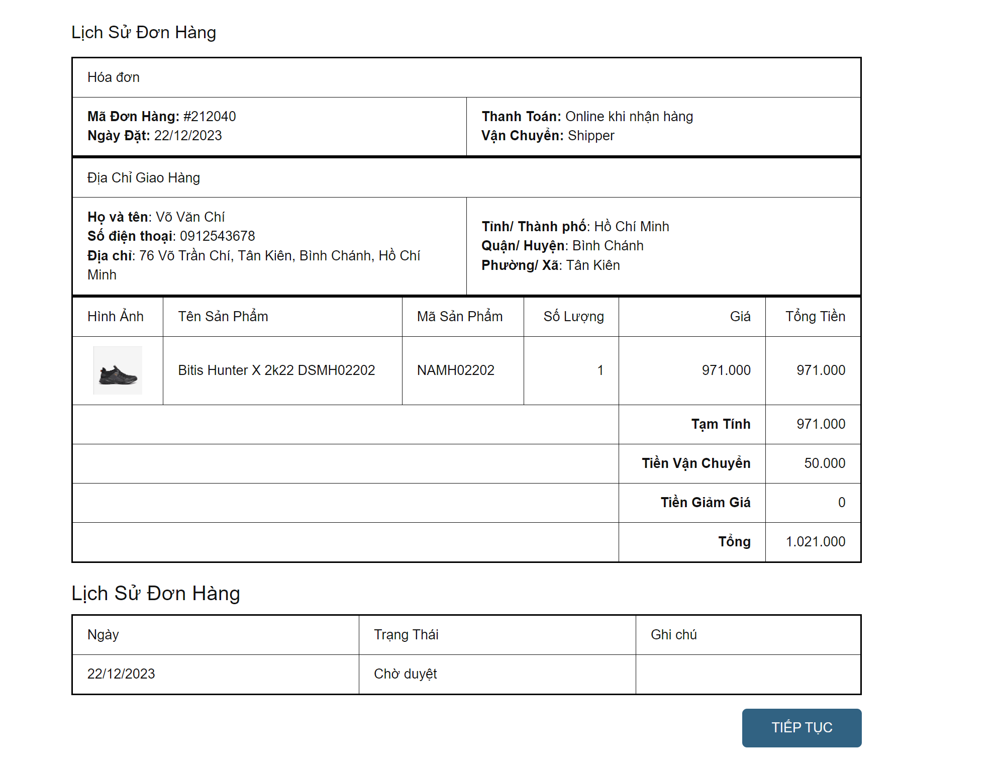 Lịch Sử Đơn Hàng
Hóa đơn
Mã Đơn Hàng: #212040
Ngày Đặt: 22/12/2023
Thanh Toán: Online khi nhận hàng
Vận Chuyển: Shipper
Địa Chỉ Giao Hàng
Họ và tên: Võ Văn Chí
Số điện thoại: 0912543678
Địa chỉ: 76 Võ Trần Chí, Tân Kiên, Bình Chánh, Hồ Chí
Minh
Tỉnh/ Thành phố: Hồ Chí Minh
Quận/ Huyện: Bình Chánh
Phường/ Xã: Tân Kiên
Hình Ảnh Tên Sản Phẩm Mã Sản Phẩm Số Lượng Giá Tổng Tiền
Bitis Hunter X 2k22 DSMH02202 NAMH02202 1 971.000 971.000
Tạm Tính 971.000
Tiền Vận Chuyển 50.000
Tiền Giảm Giá 0
Tổng 1.021.000
Lịch Sử Đơn Hàng
Ngày Trạng Thái Ghi chú
22/12/2023 Chờ duyệt
TIẾP TỤC